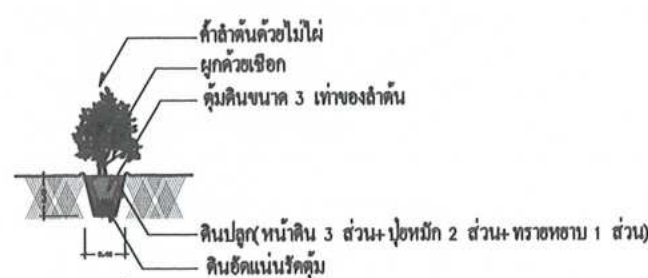 ค้ำลำต้นด้วยไม้ไผ่
ผูกด้วยเชือก
ตุ้มดินขนาด 3 เท่าของลำต้น
ดินปลูก(หน้าดิน 3 ส่วน+ปุ๋ยหมัก 2 ส่วน+ทรายหยาบ 1 ส่วน)
ดินอัดแน่นรัดตุ้ม